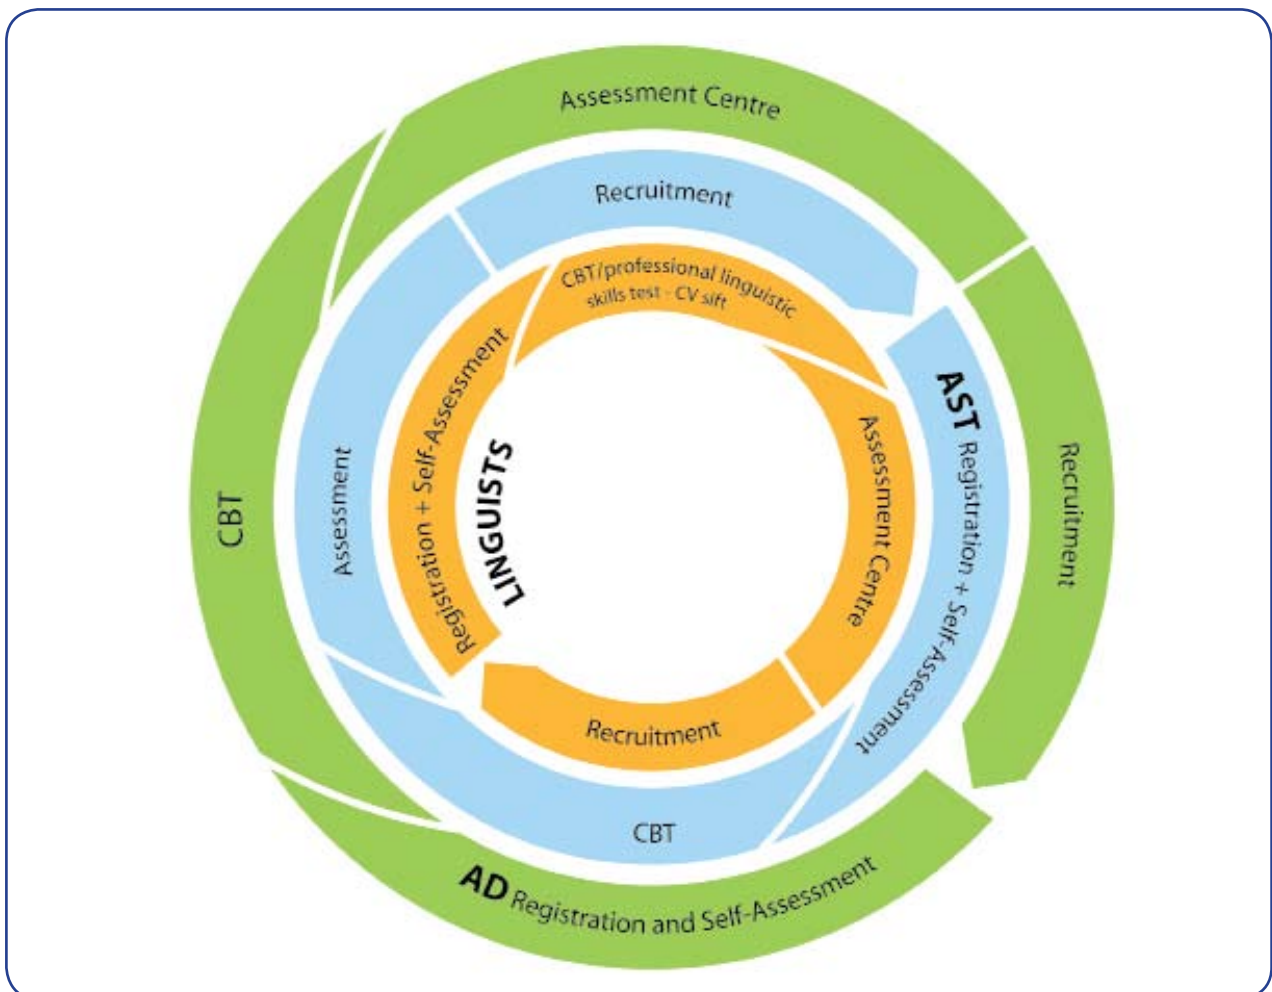 Assessment Centre
Recruitment
AD Registration and Self-Assessment
CBT
Recruitment
AST Registration + Self-Assessment
CBT
Assessment
CBT/professional linguistic
skills test - CV sift
Assessment Centre
Recruitment
Registration + Self-Assessment
LINGUISTS